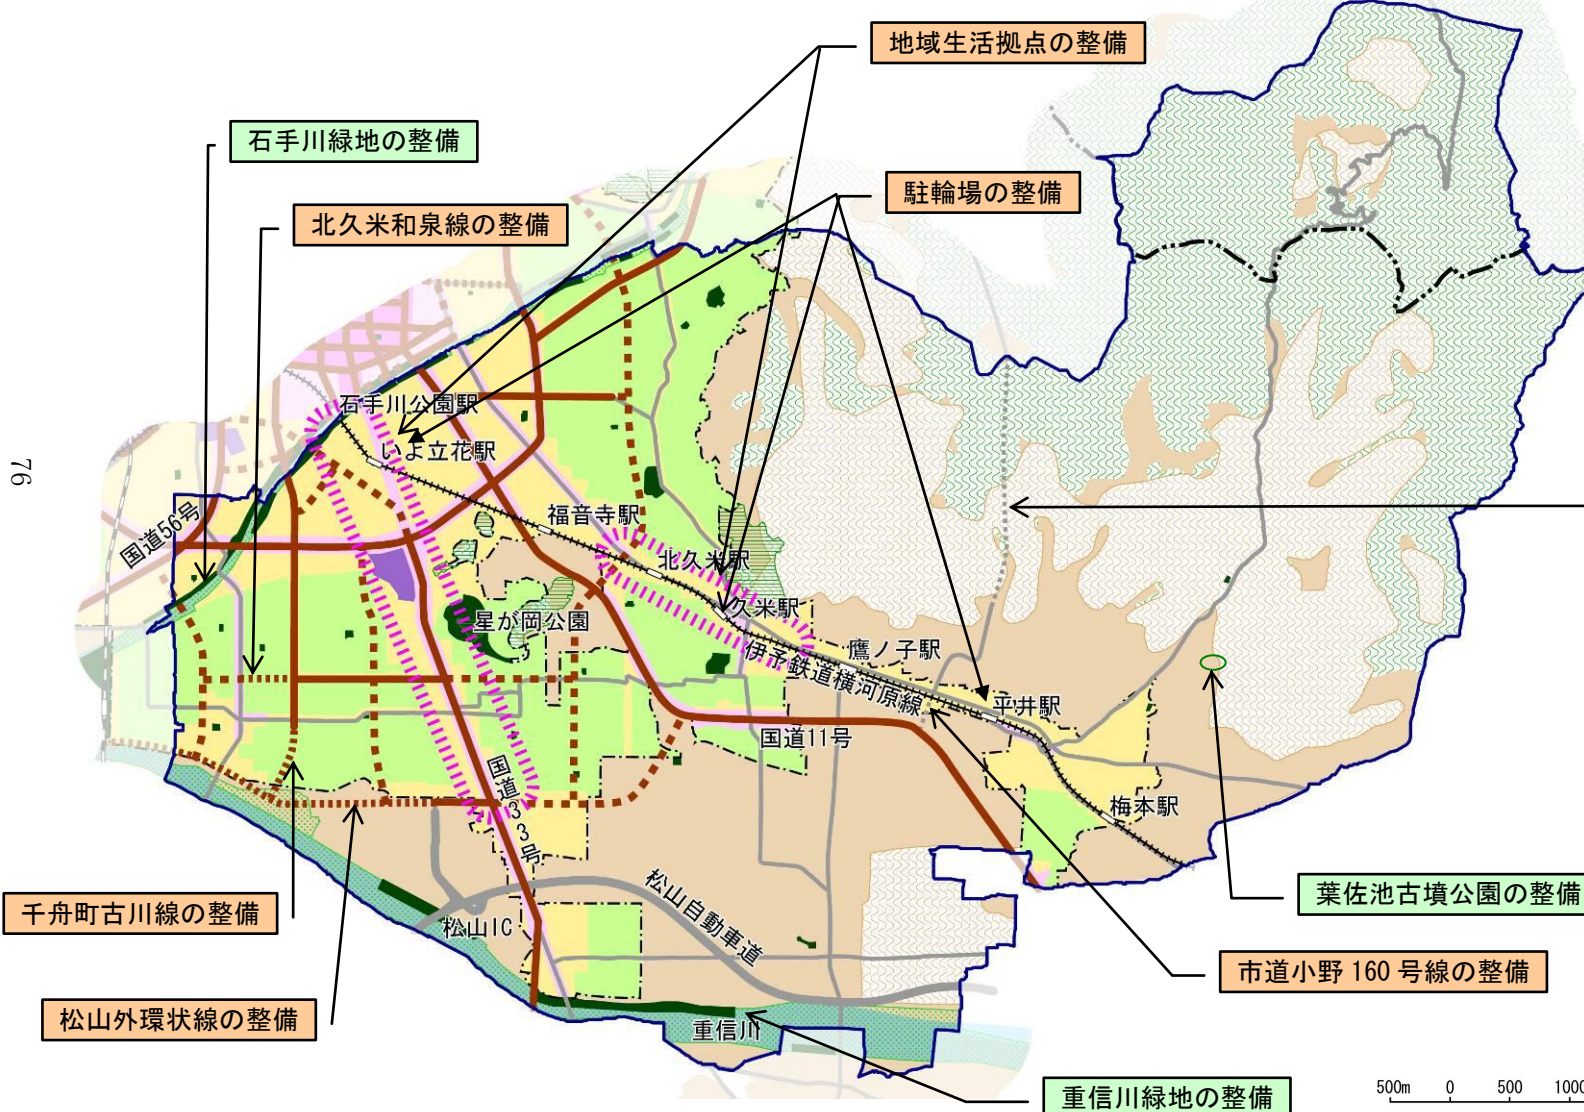 地域生活拠点の整備
石手川緑地の整備
駐輪場の整備
北久米和泉線の整備
石手川公園駅
いよ立花駅
76
国道56号
福音寺駅
北久米駅
久米駅
星が岡公園
鷹ノ子駅
伊予鉄道横河原線
平井駅
国道11号
国道33号
梅本駅
松山自動車道
千舟町古川線の整備
葉佐池古墳公園の整備
松山IC
市道小野160号線の整備
松山外環状線の整備
重信川
重信川緑地の整備
500m 0 500 1000